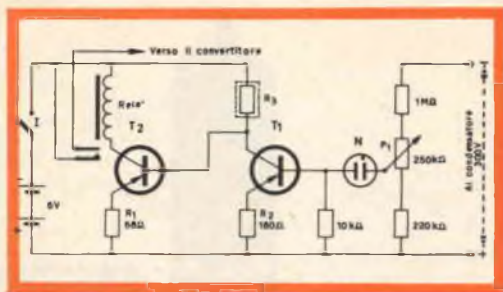 Verso il convertitore
Rele'
T2
R3
T1
N
P1
1MΩ
250kΩ
220kΩ
10kΩ
R1
68Ω
R2
180Ω
I
6V
Al condensatore
300V